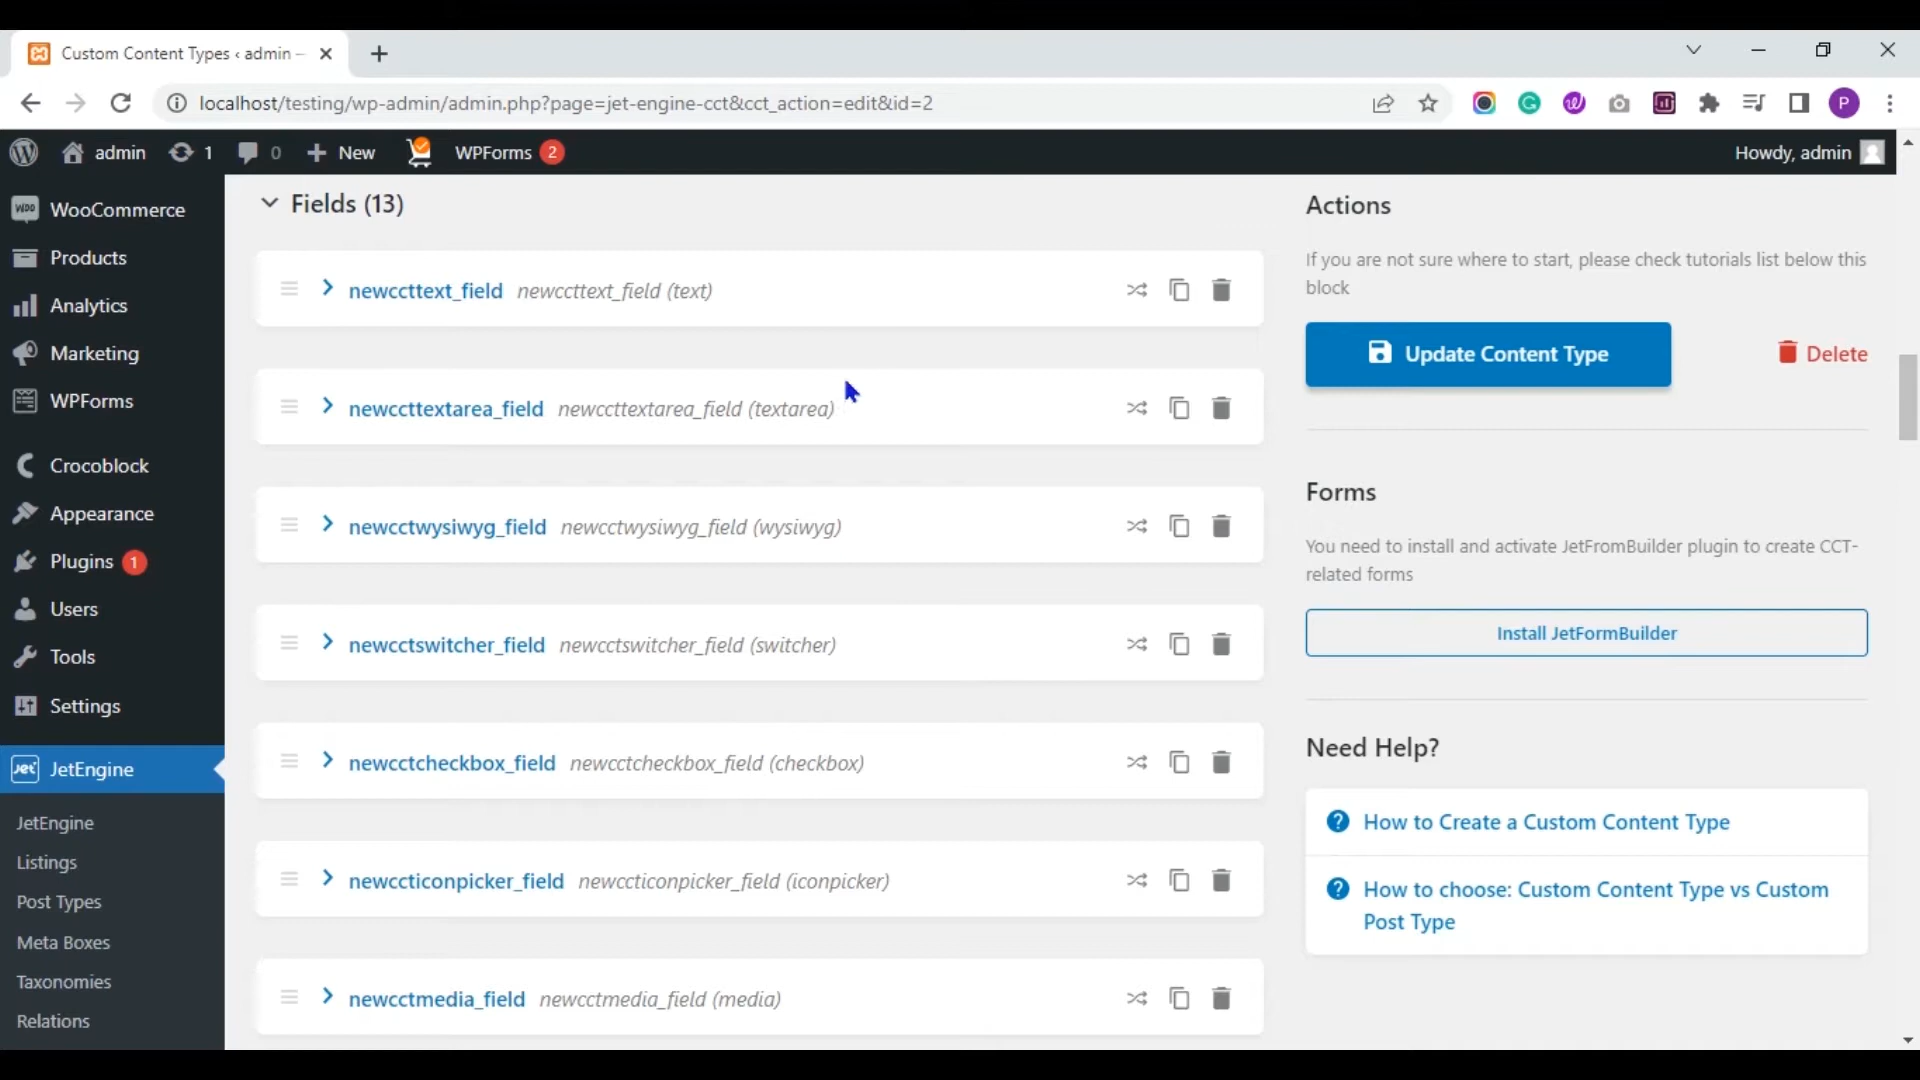 Custom Content Types ‹ admin –
localhost/testing/wp-admin/admin.php?page=jet-engine-cct&cct_action=edit&id=2
P
admin
1
0
New
WPForms 2
Howdy, admin
WooCommerce
Products
Analytics
Marketing
WPForms
Crocoblock
Appearance
Plugins 1
Users
Tools
Settings
JetEngine
JetEngine
Listings
Post Types
Meta Boxes
Taxonomies
Relations
Fields (13)
newccttext_field newccttext_field (text)
newccttextarea_field newccttextarea_field (textarea)
newcctwysiwyg_field newcctwysiwyg_field (wysiwyg)
newcctswitcher_field newcctswitcher_field (switcher)
newcctcheckbox_field newcctcheckbox_field (checkbox)
newccticonpicker_field newccticonpicker_field (iconpicker)
newcctmedia_field newcctmedia_field (media)
Actions
If you are not sure where to start, please check tutorials list below this
block
Update Content Type
Delete
Forms
You need to install and activate JetFromBuilder plugin to create CCT-
related forms
Install JetFormBuilder
Need Help?
How to Create a Custom Content Type
How to choose: Custom Content Type vs Custom
Post Type